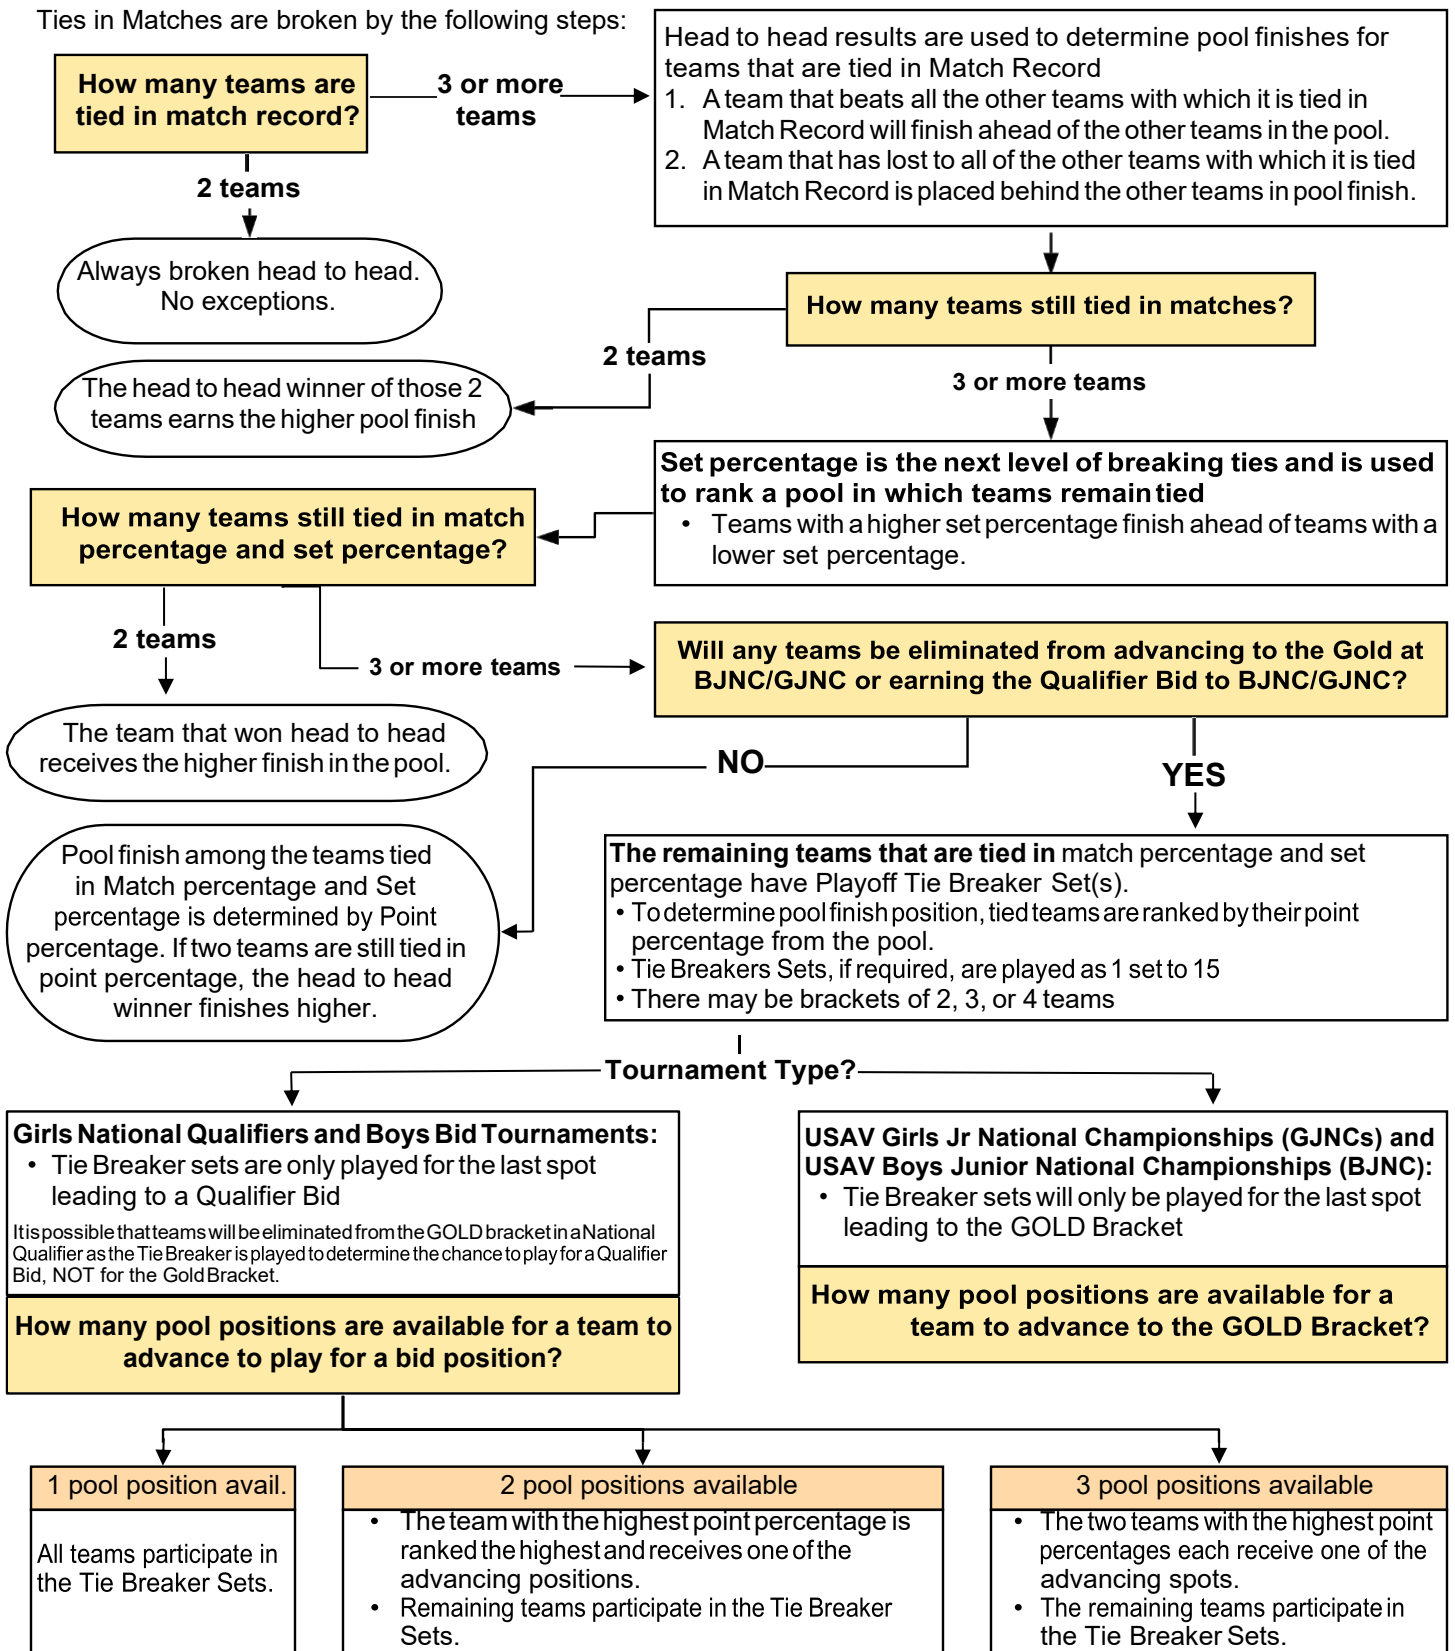 Ties in Matches are broken by the following steps:
How many teams are
tied in match record?
3 or more
teams
Head to head results are used to determine pool finishes for
teams that are tied in Match Record
1. A team that beats all the other teams with which it is tied in
Match Record will finish ahead of the other teams in the pool.
2. A team that has lost to all of the other teams with which it is tied
in Match Record is placed behind the other teams in pool finish.
2 teams
Always broken head to head.
No exceptions.
How many teams still tied in matches?
2 teams
3 or more teams
The head to head winner of those 2
teams earns the higher pool finish
Set percentage is the next level of breaking ties and is used
to rank a pool in which teams remain tied
• Teams with a higher set percentage finish ahead of teams with a
lower set percentage.
How many teams still tied in match
percentage and set percentage?
2 teams
3 or more teams
Will any teams be eliminated from advancing to the Gold at
BJNC/GJNC or earning the Qualifier Bid to BJNC/GJNC?
The team that won head to head
receives the higher finish in the pool.
NO
YES
Pool finish among the teams tied
in Match percentage and Set
percentage is determined by Point
percentage. If two teams are still tied in
point percentage, the head to head
winner finishes higher.
The remaining teams that are tied in match percentage and set
percentage have Playoff Tie Breaker Set(s).
• To determine pool finish position, tied teams are ranked by their point
percentage from the pool.
• Tie Breakers Sets, if required, are played as 1 set to 15
• There may be brackets of 2, 3, or 4 teams
Tournament Type?
Girls National Qualifiers and Boys Bid Tournaments:
• Tie Breaker sets are only played for the last spot
leading to a Qualifier Bid
It is possible that teams will be eliminated from the GOLD bracket in a National
Qualifier as the Tie Breaker is played to determine the chance to play for a Qualifier
Bid, NOT for the Gold Bracket.
How many pool positions are available for a team to
advance to play for a bid position?
USAV Girls Jr National Championships (GJNCs) and
USAV Boys Junior National Championships (BJNC):
• Tie Breaker sets will only be played for the last spot
leading to the GOLD Bracket
How many pool positions are available for a
team to advance to the GOLD Bracket?
1 pool position avail.
All teams participate in
the Tie Breaker Sets.
2 pool positions available
• The team with the highest point percentage is
ranked the highest and receives one of the
advancing positions.
• Remaining teams participate in the Tie Breaker
Sets.
3 pool positions available
• The two teams with the highest point
percentages each receive one of the
advancing spots.
• The remaining teams participate in
the Tie Breaker Sets.